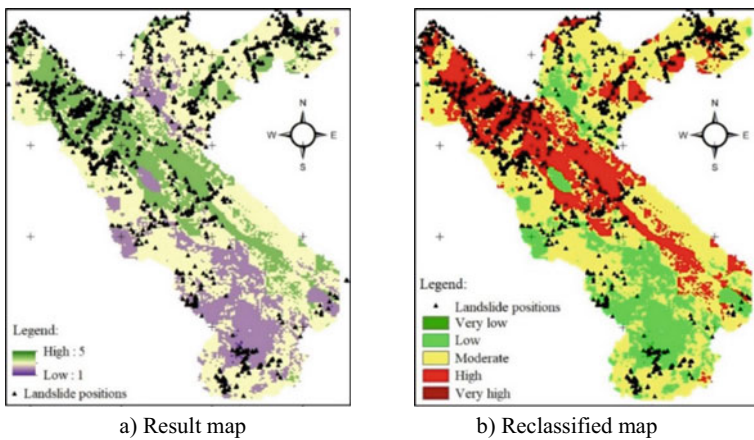 N
W E
S
Legend:
High : 5
Low : 1
Landslide positions
a) Result map
N
W E
S
Legend:
Landslide positions
Very low
Low
Moderate
High
Very high
b) Reclassified map